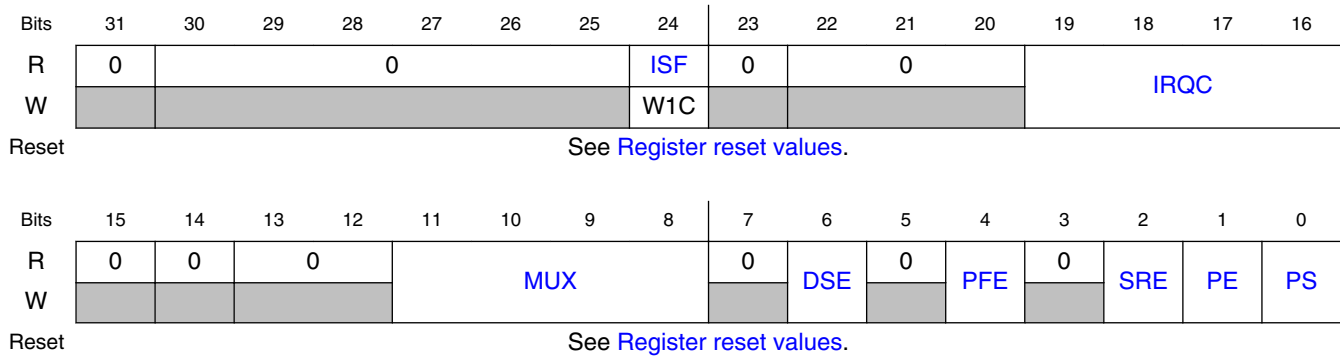 Bits 31 30 29 28 27 26 25 24 23 22 21 20 19 18 17 16
R 0 0 ISF 0 0 IRQC
W W1C
Reset See Register reset values.
Bits 15 14 13 12 11 10 9 8 7 6 5 4 3 2 1 0
R 0 0 0 MUX 0 DSE 0 PFE 0 SRE PE PS
W
Reset See Register reset values.